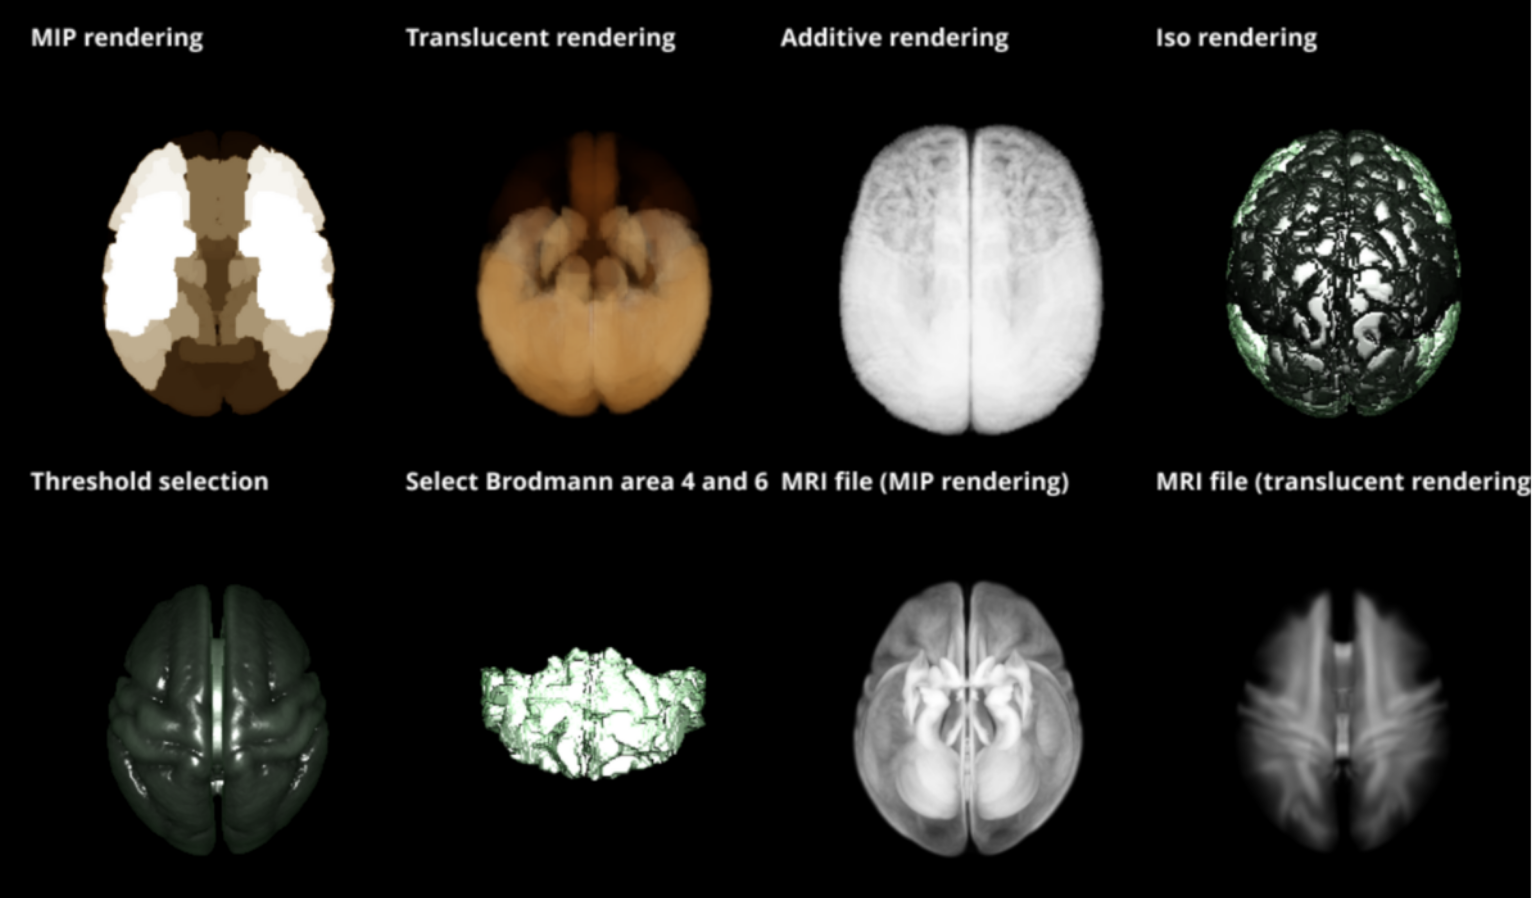 MIP rendering
Translucent rendering
Additive rendering
Iso rendering
Threshold selection
Select Brodmann area 4 and 6
MRI file (MIP rendering)
MRI file (translucent rendering